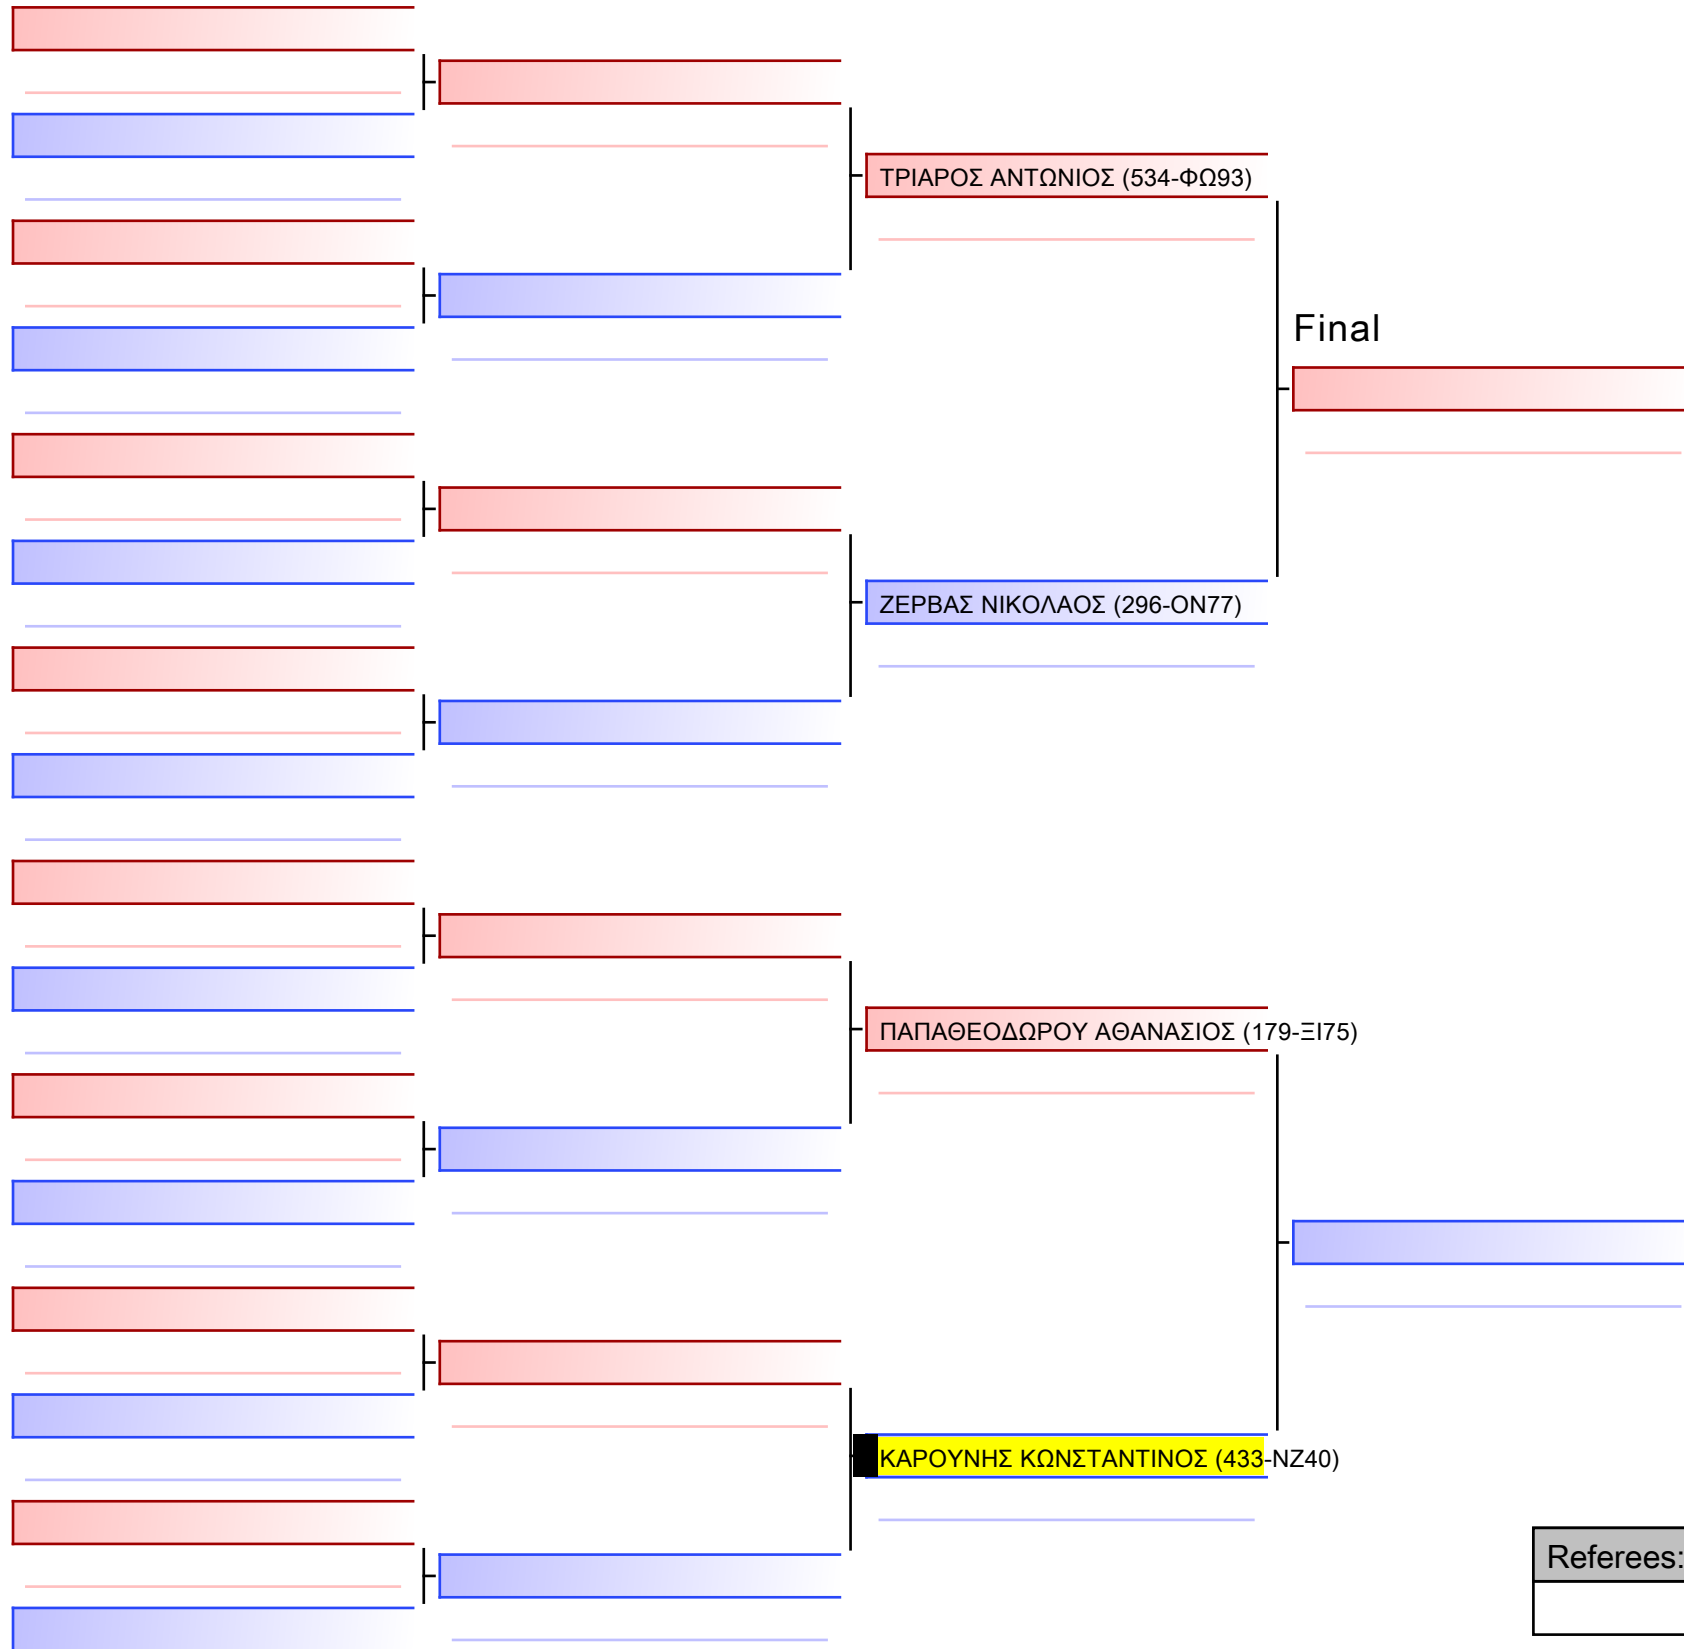 ΤΡΙΑΡΟΣ ΑΝΤΩΝΙΟΣ (534-ΦΩ93)
Final
ΖΕΡΒΑΣ ΝΙΚΟΛΑΟΣ (296-ΟΝ77)
ΠΑΠΑΘΕΟΔΩΡΟΥ ΑΘΑΝΑΣΙΟΣ (179-ΞΙ75)
ΚΑΡΟΥΝΗΣ ΚΩΝΣΤΑΝΤΙΝΟΣ (433-ΝΖ40)
Referees: